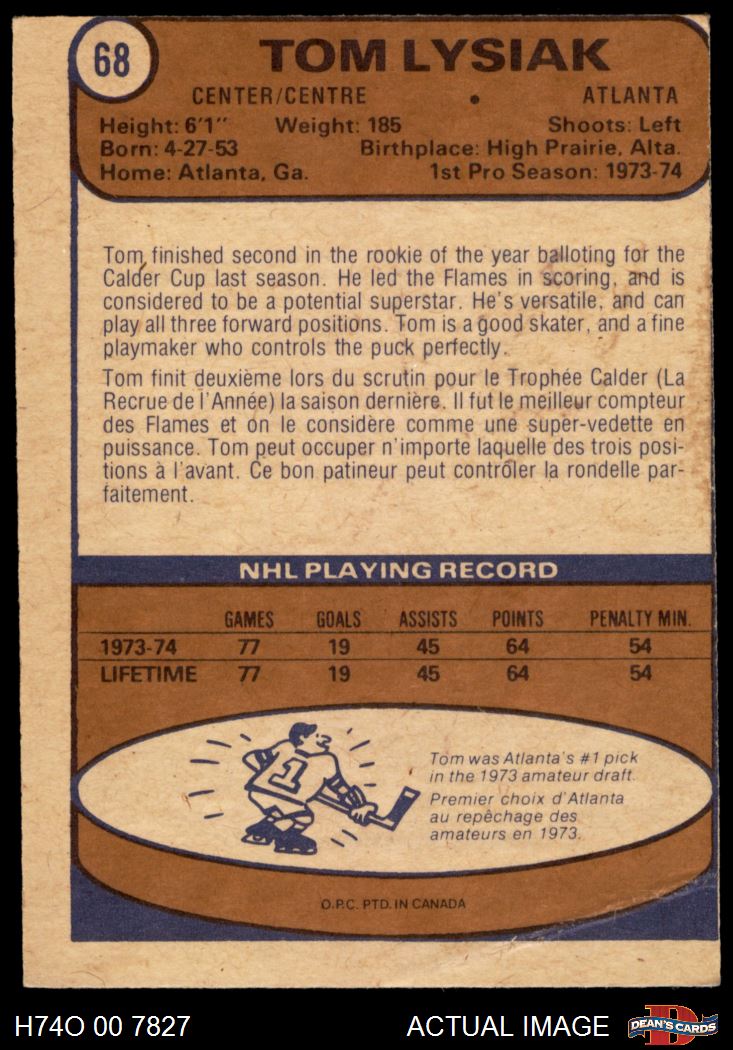 68
TOM LYSIAK
CENTER/CENTRE • ATLANTA
Height: 6'1" Weight: 185 Shoots: Left
Born: 4-27-53 Birthplace: High Prairie, Alta.
Home: Atlanta, Ga. 1st Pro Season: 1973-74
Tom finished second in the rookie of the year balloting for the
Calder Cup last season. He led the Flames in scoring, and is
considered to be a potential superstar. He's versatile, and can
play all three forward positions. Tom is a good skater, and a fine
playmaker who controls the puck perfectly.
Tom finit deuxième lors du scrutin pour le Trophée Calder (La
Recrue de l'Année) la saison dernière. Il fut le meilleur compteur
des Flames et on le considère comme une super-vedette en
puissance. Tom peut occuper n'importe laquelle des trois posi-
tions à l'avant. Ce bon patineur peut contrôler la rondelle par-
faitement.
NHL PLAYING RECORD
GAMES GOALS ASSISTS POINTS PENALTY MIN.
1973-74 77 19 45 64 54
LIFETIME 77 19 45 64 54
1
Tom was Atlanta's #1 pick
in the 1973 amateur draft.
Premier choix d'Atlanta
au repêchage des
amateurs en 1973.
O.P.C. PTD. IN CANADA
H74O 00 7827 ACTUAL IMAGE DEAN'S CARDS